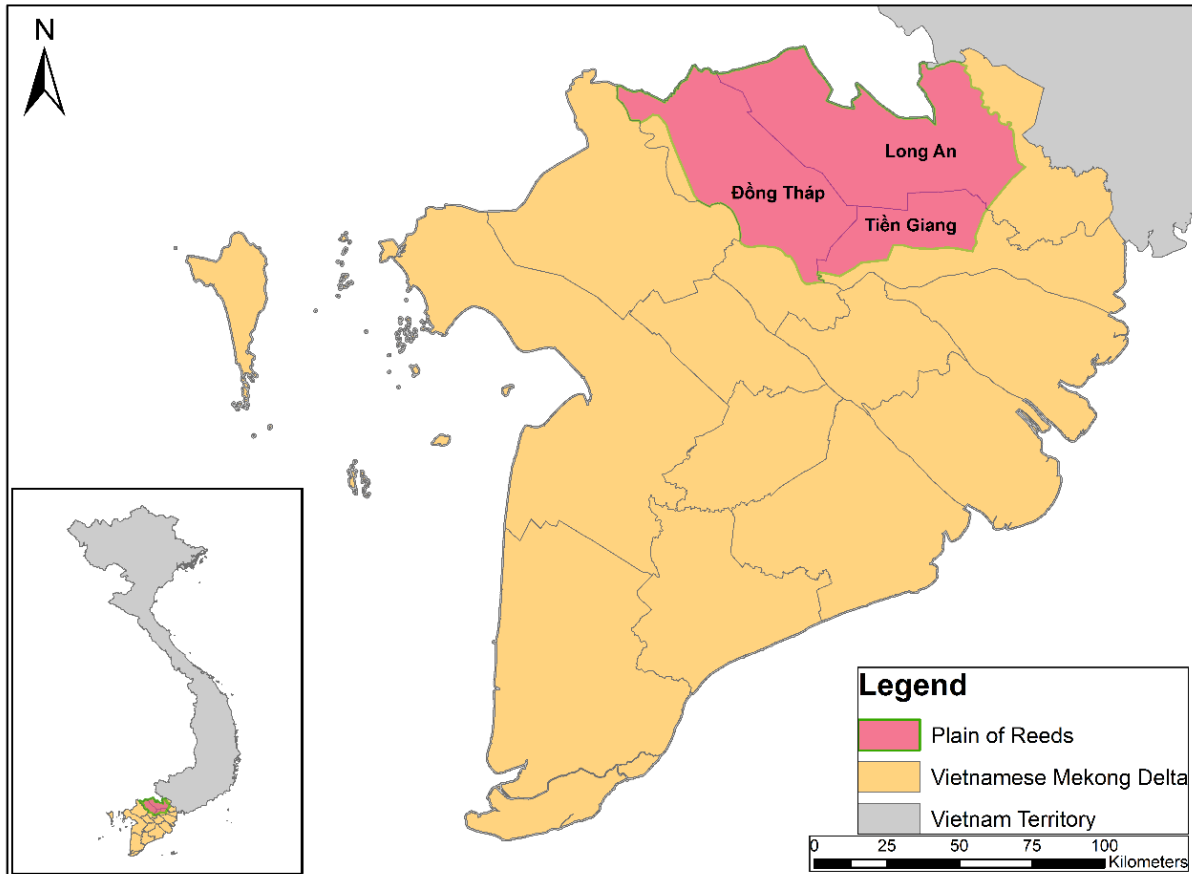 N
Long An
Đồng Tháp
Tiền Giang
Legend
Plain of Reeds
Vietnamese Mekong Delta
Vietnam Territory
0 25 50 75 100
Kilometers